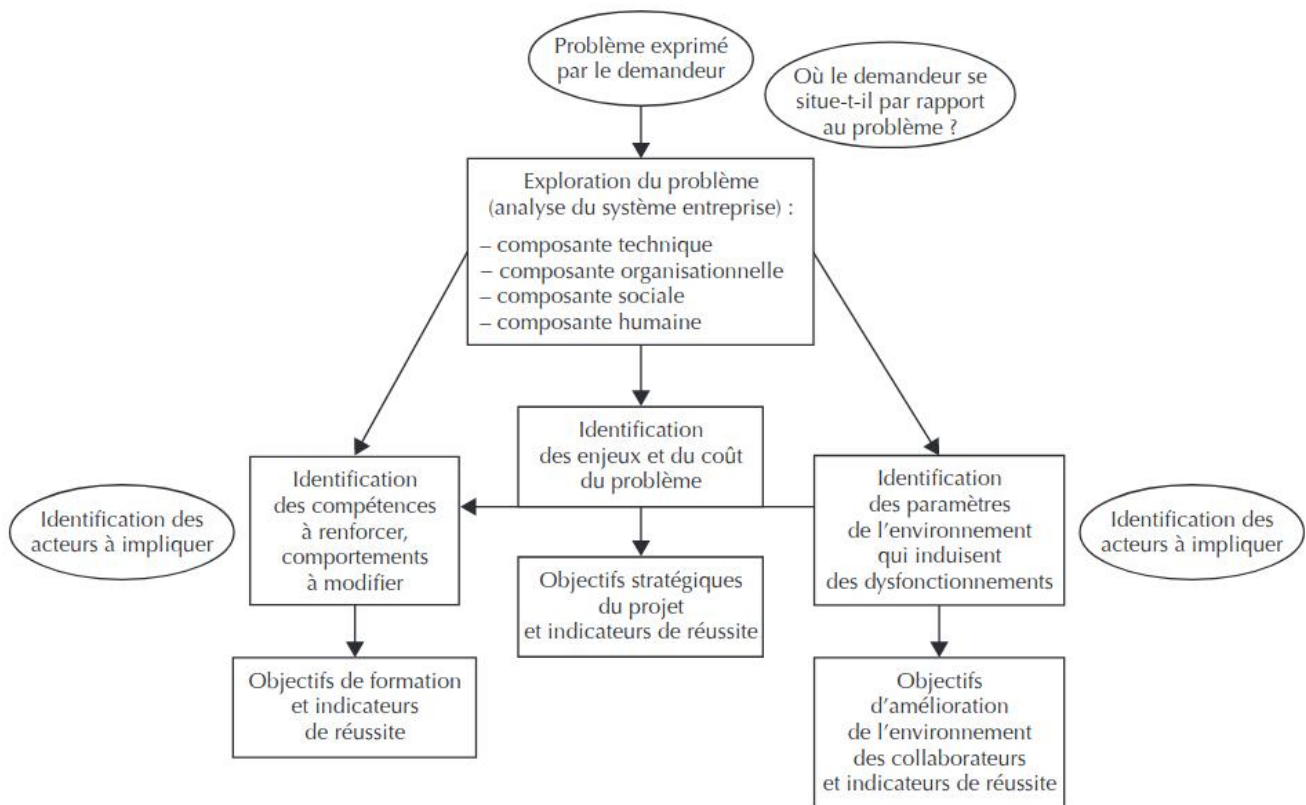 Problème exprimé
par le demandeur
Où le demandeur se
situe-t-il par rapport
au problème ?
Exploration du problème
(analyse du système entreprise) :
– composante technique
– composante organisationnelle
– composante sociale
– composante humaine
Identification
des enjeux et du coût
du problème
Identification des
acteurs à impliquer
Identification
des compétences
à renforcer,
comportements
à modifier
Identification
des paramètres
de l’environnement
qui induisent
des dysfonctionnements
Identification des
acteurs à impliquer
Objectifs stratégiques
du projet
et indicateurs de réussite
Objectifs de formation
et indicateurs
de réussite
Objectifs
d’amélioration
de l’environnement
des collaborateurs
et indicateurs de réussite